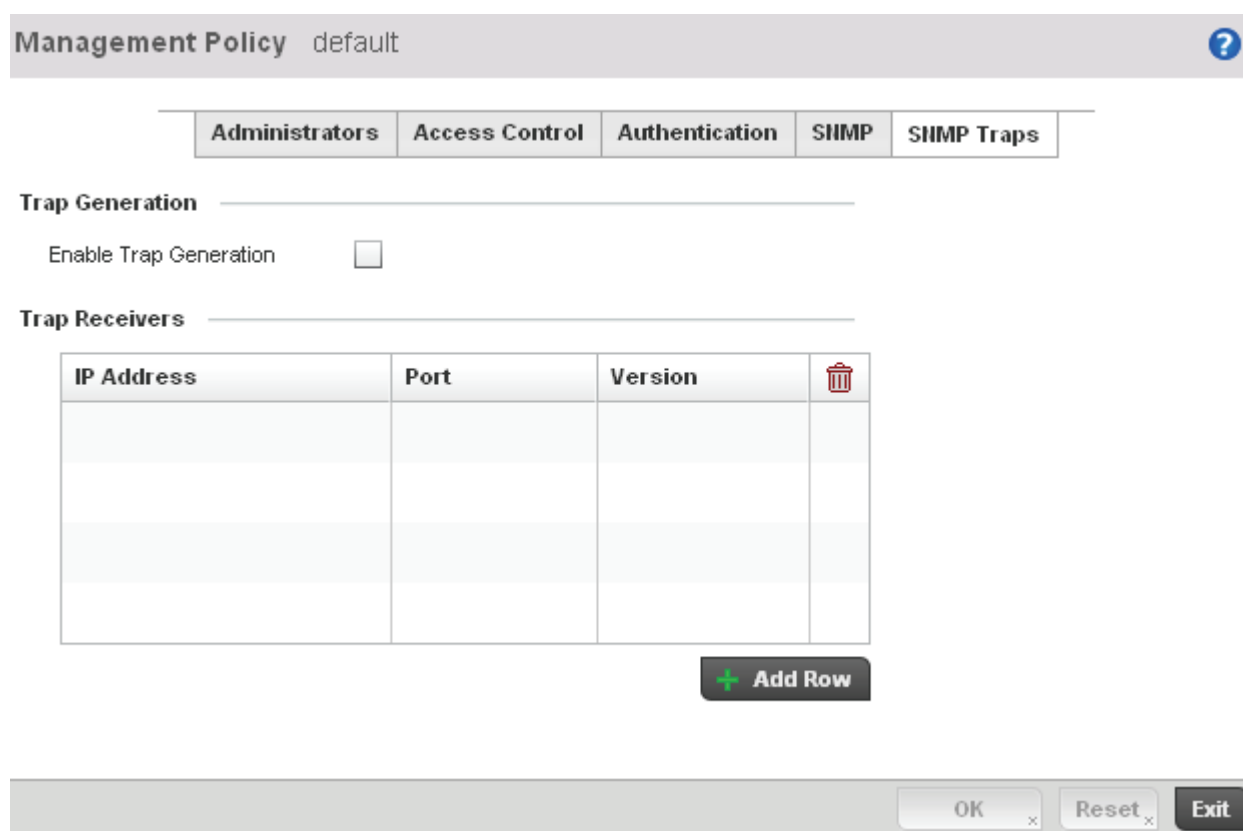 Management Policy default
Administrators Access Control Authentication SNMP SNMP Traps
Trap Generation
Enable Trap Generation
Trap Receivers
IP Address Port Version
Add Row
OK Reset Exit